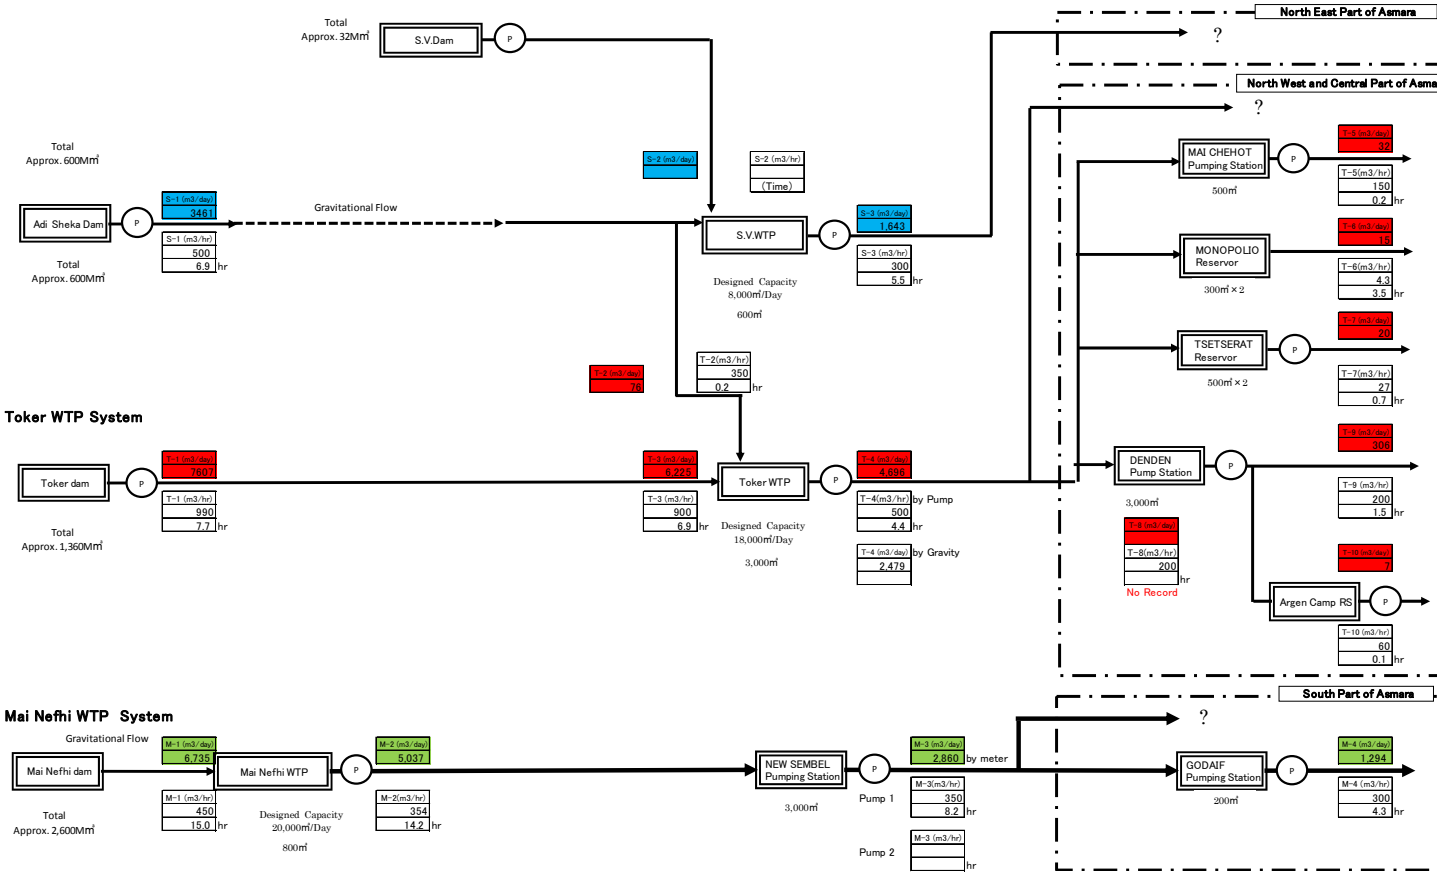 North East Part of Asmara
Total
Approx. 32Mm³
S.V.Dam
P
?
North West and Central Part of Asma
?
Total
Approx. 600Mm³
S-2 (m3/day)
S-2 (m3/hr)
(Time)
MAI CHEHOT
Pumping Station
P
500m³
T-5 (m3/day)
32
T-5(m3/hr)
150
0.2 hr
Adi Sheka Dam
P
S-1 (m3/day)
3461
S-1 (m3/hr)
500
6.9 hr
Gravitational Flow
S.V.WTP
P
S-3 (m3/day)
1,643
S-3 (m3/hr)
300
5.5 hr
Total
Approx. 600Mm³
Designed Capacity
8,000m³/Day
600m³
MONOPOLIO
Reservor
300m³×2
T-6 (m3/day)
15
T-6(m3/hr)
4.3
3.5 hr
TSETSERAT
Reservor
P
500m³×2
T-7 (m3/day)
20
T-7(m3/hr)
27
0.7 hr
T-2 (m3/day)
76
T-2(m3/hr)
350
0.2 hr
Toker WTP System
Toker dam
P
T-1 (m3/day)
7607
T-1 (m3/hr)
990
7.7 hr
Total
Approx. 1,360Mm³
T-3 (m3/day)
6,225
T-3 (m3/hr)
900
6.9 hr
Toker WTP
P
Designed Capacity
18,000m³/Day
3,000m³
T-4 (m3/day)
4,696
T-4(m3/hr) by Pump
500
4.4 hr
T-4 (m3/day) by Gravity
2,479
DENDEN
Pump Station
P
3,000m³
T-8 (m3/day)
T-8(m3/hr)
200
hr
No Record
T-9 (m3/day)
306
T-9 (m3/hr)
200
1.5 hr
T-10 (m3/day)
7
Argen Camp RS
P
T-10 (m3/hr)
60
0.1 hr
South Part of Asmara
?
Mai Nefhi WTP System
Gravitational Flow
Mai Nefhi dam
Total
Approx. 2,600Mm³
M-1 (m3/day)
6,735
M-1 (m3/hr)
450
15.0 hr
Mai Nefhi WTP
P
Designed Capacity
20,000m³/Day
800m³
M-2 (m3/day)
5,037
M-2(m3/hr)
354
14.2 hr
NEW SEMBEL
Pumping Station
P
3,000m³
M-3 (m3/day)
2,860 by meter
Pump 1
M-3(m3/hr)
350
8.2 hr
Pump 2
M-3 (m3/hr)
hr
GODAIF
Pumping Station
P
200m³
M-4 (m3/day)
1,294
M-4 (m3/hr)
300
4.3 hr